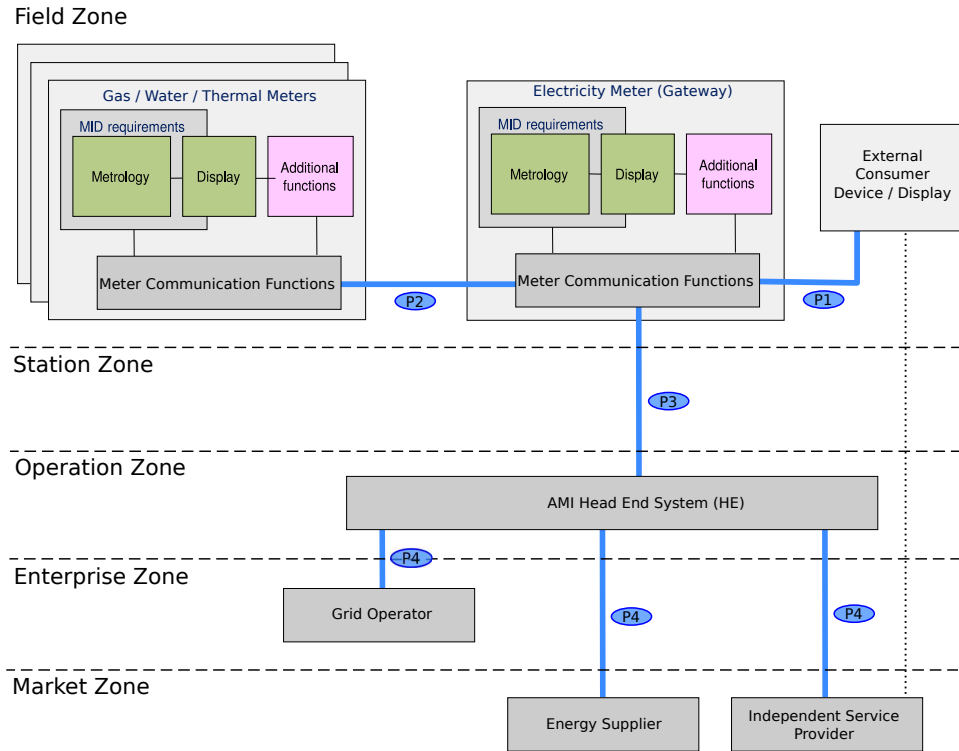 Field Zone
Gas / Water / Thermal Meters
MID requirements
Metrology
Display
Additional
functions
Meter Communication Functions
P2
Electricity Meter (Gateway)
MID requirements
Metrology
Display
Additional
functions
Meter Communication Functions
P1
External
Consumer
Device / Display
Station Zone
P3
Operation Zone
AMI Head End System (HE)
P4
Enterprise Zone
Grid Operator
P4
P4
Market Zone
Energy Supplier
Independent Service
Provider